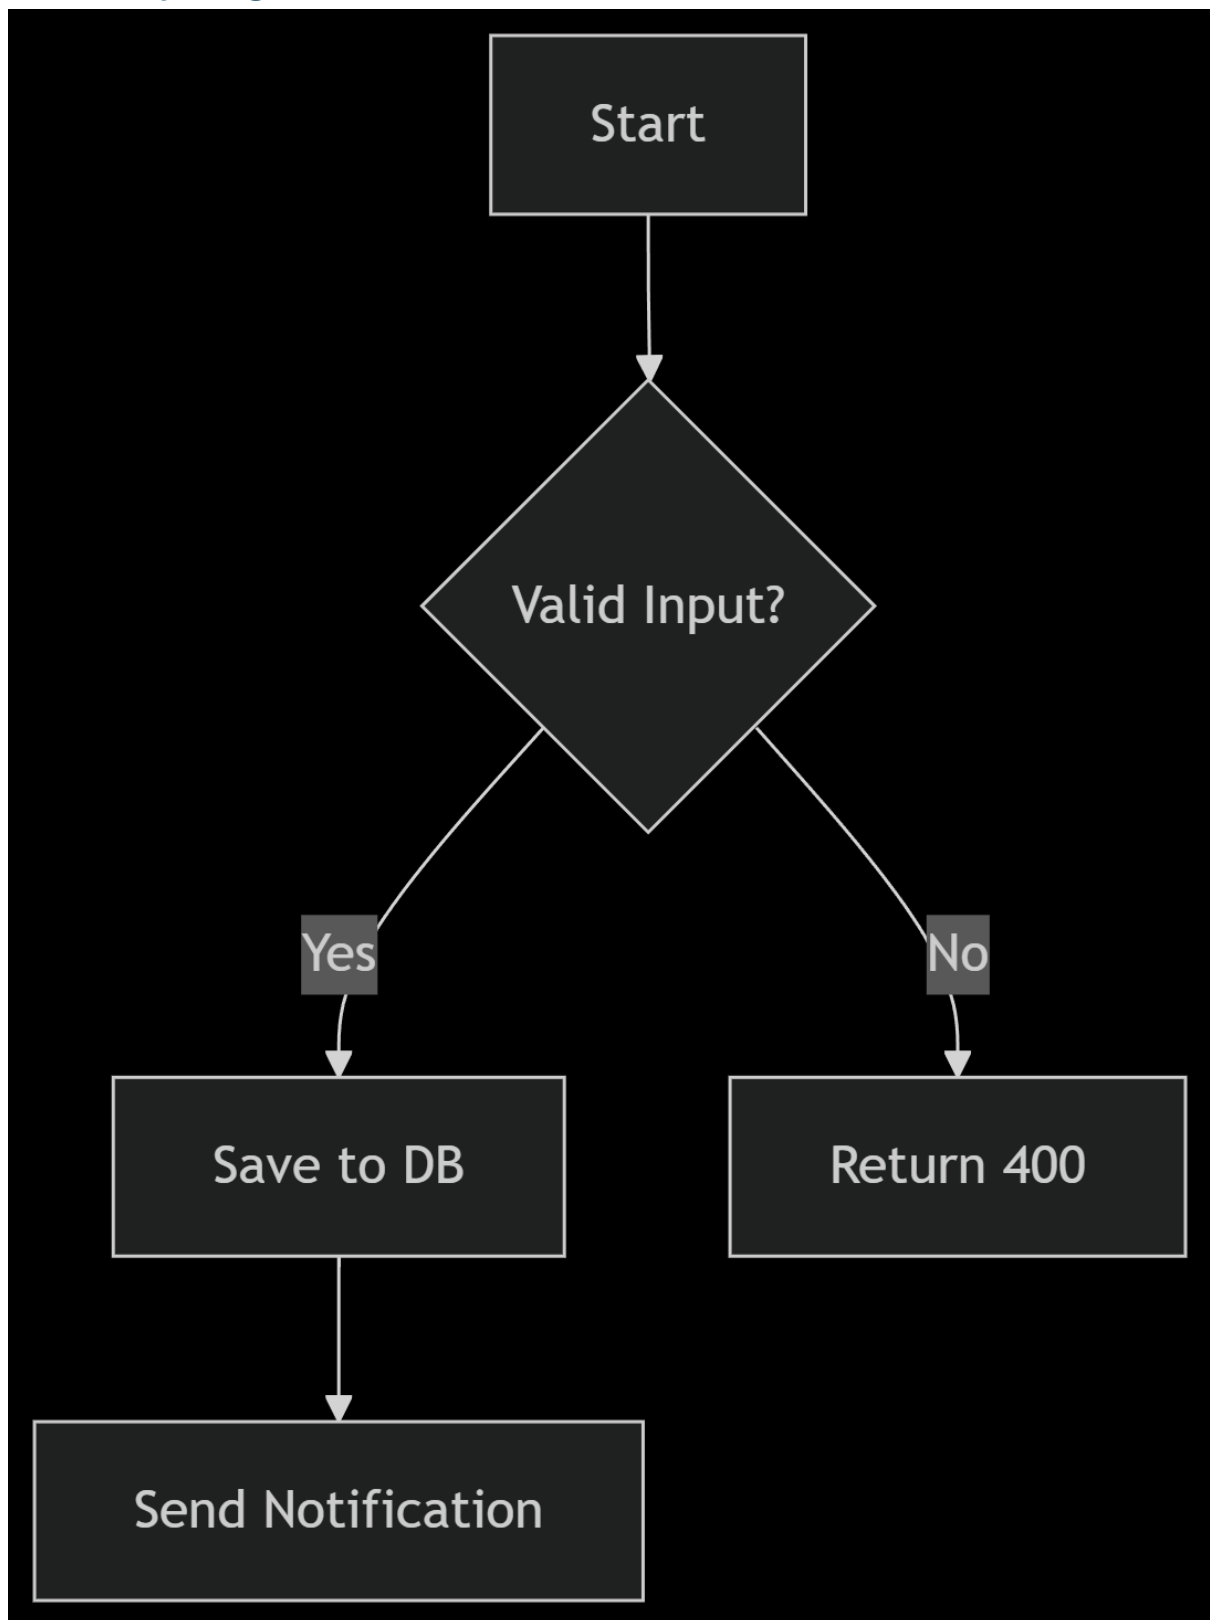 Start
Valid Input?
Yes
No
Save to DB
Return 400
Send Notification